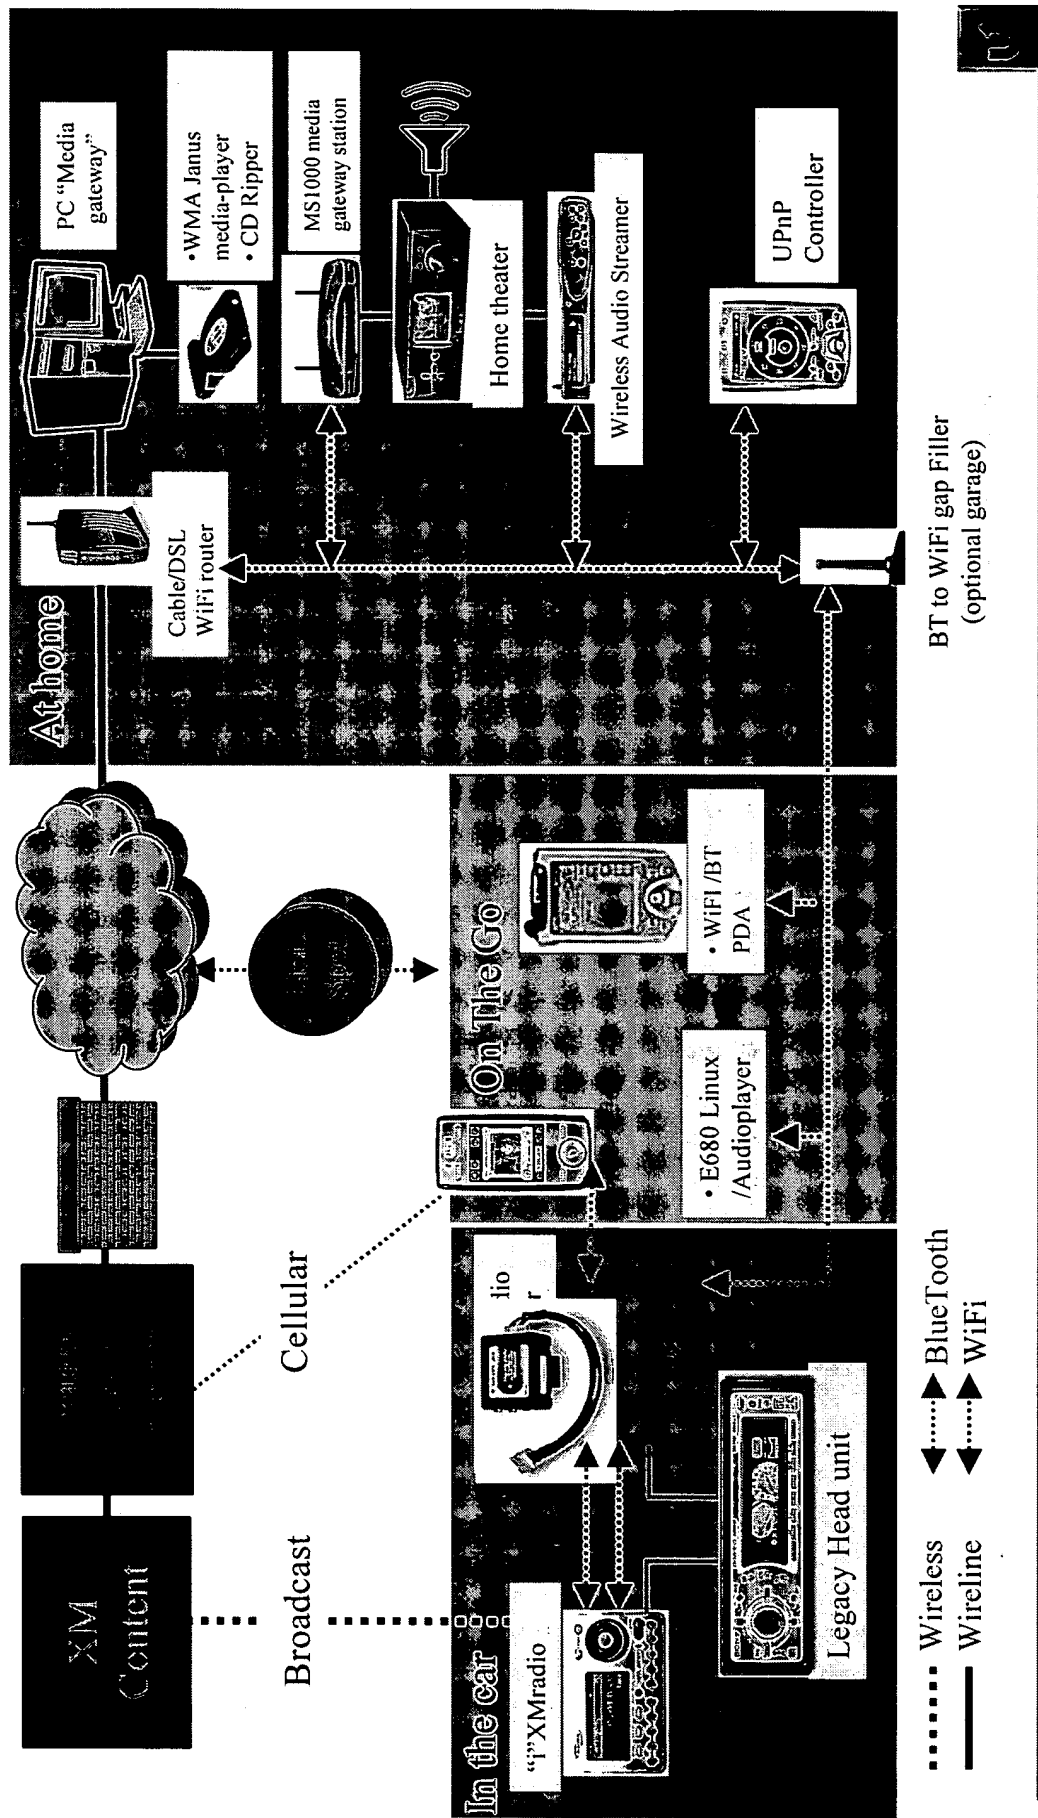 XM
Content
Broadcast
Cellular
At home
Cable/DSL
WiFi router
PC “Media
gateway”
• WMA Janus
media-player
• CD Ripper
MS1000 media
gateway station
Home theater
Wireless Audio Streamer
UPnP
Controller
BT to WiFi gap Filler
(optional garage)
On The Go
• WiFI /BT
PDA
• E680 Linux
/Audioplayer
In the car
“I”XMradio
Legacy Head unit
Wireless
BlueTooth
Wireline
WiFi